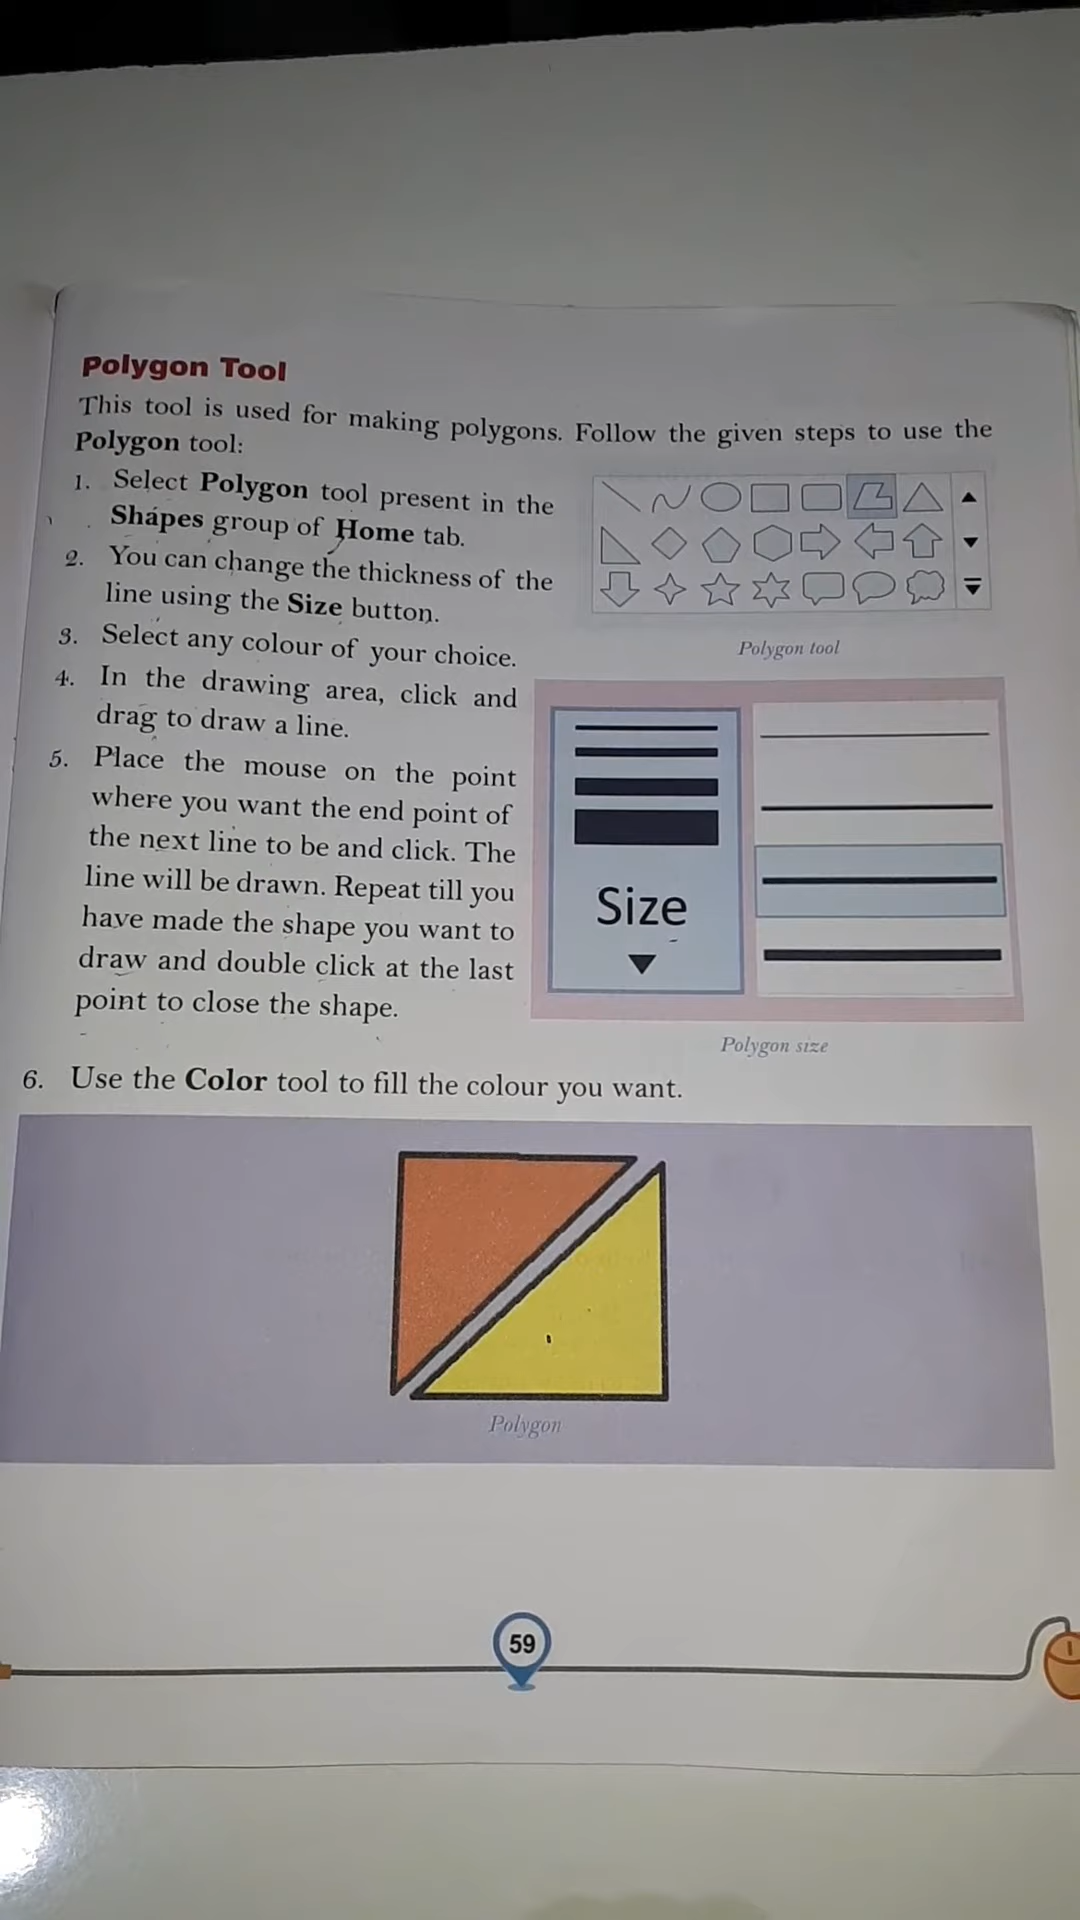 Polygon Tool
This tool is used for making polygons. Follow the given steps to use the
Polygon tool:
1. Select Polygon tool present in the
Shapes group of Home tab.
2. You can change the thickness of the
line using the Size button.
3. Select any colour of your choice.
4. In the drawing area, click and
drag to draw a line.
5. Place the mouse on the point
where you want the end point of
the next line to be and click. The
line will be drawn. Repeat till you
have made the shape you want to
draw and double click at the last
point to close the shape.
Polygon tool
Size
Polygon size
6. Use the Color tool to fill the colour you want.
Polygon
59